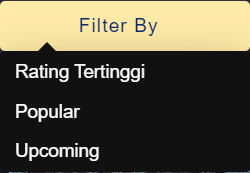 Filter By
Rating Tertinggi
Popular
Upcoming